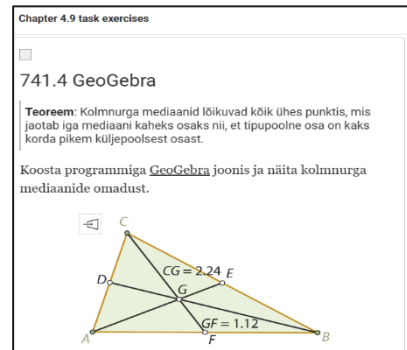 Chapter 4.9 task exercises
741.4 GeoGebra
Teoreem: Kolmnurga mediaanid lõikuvad kõik ühes punktis, mis
jaotab iga mediaani kaheks osaks nii, et tipupoolne osa on kaks
korda pikem küljepoolsest osast.
Koosta programmiga GeoGebra joonis ja näita kolmnurga
mediaanide omadust.
C
CG = 2.24
D
E
G
GF = 1.12
A
F
B